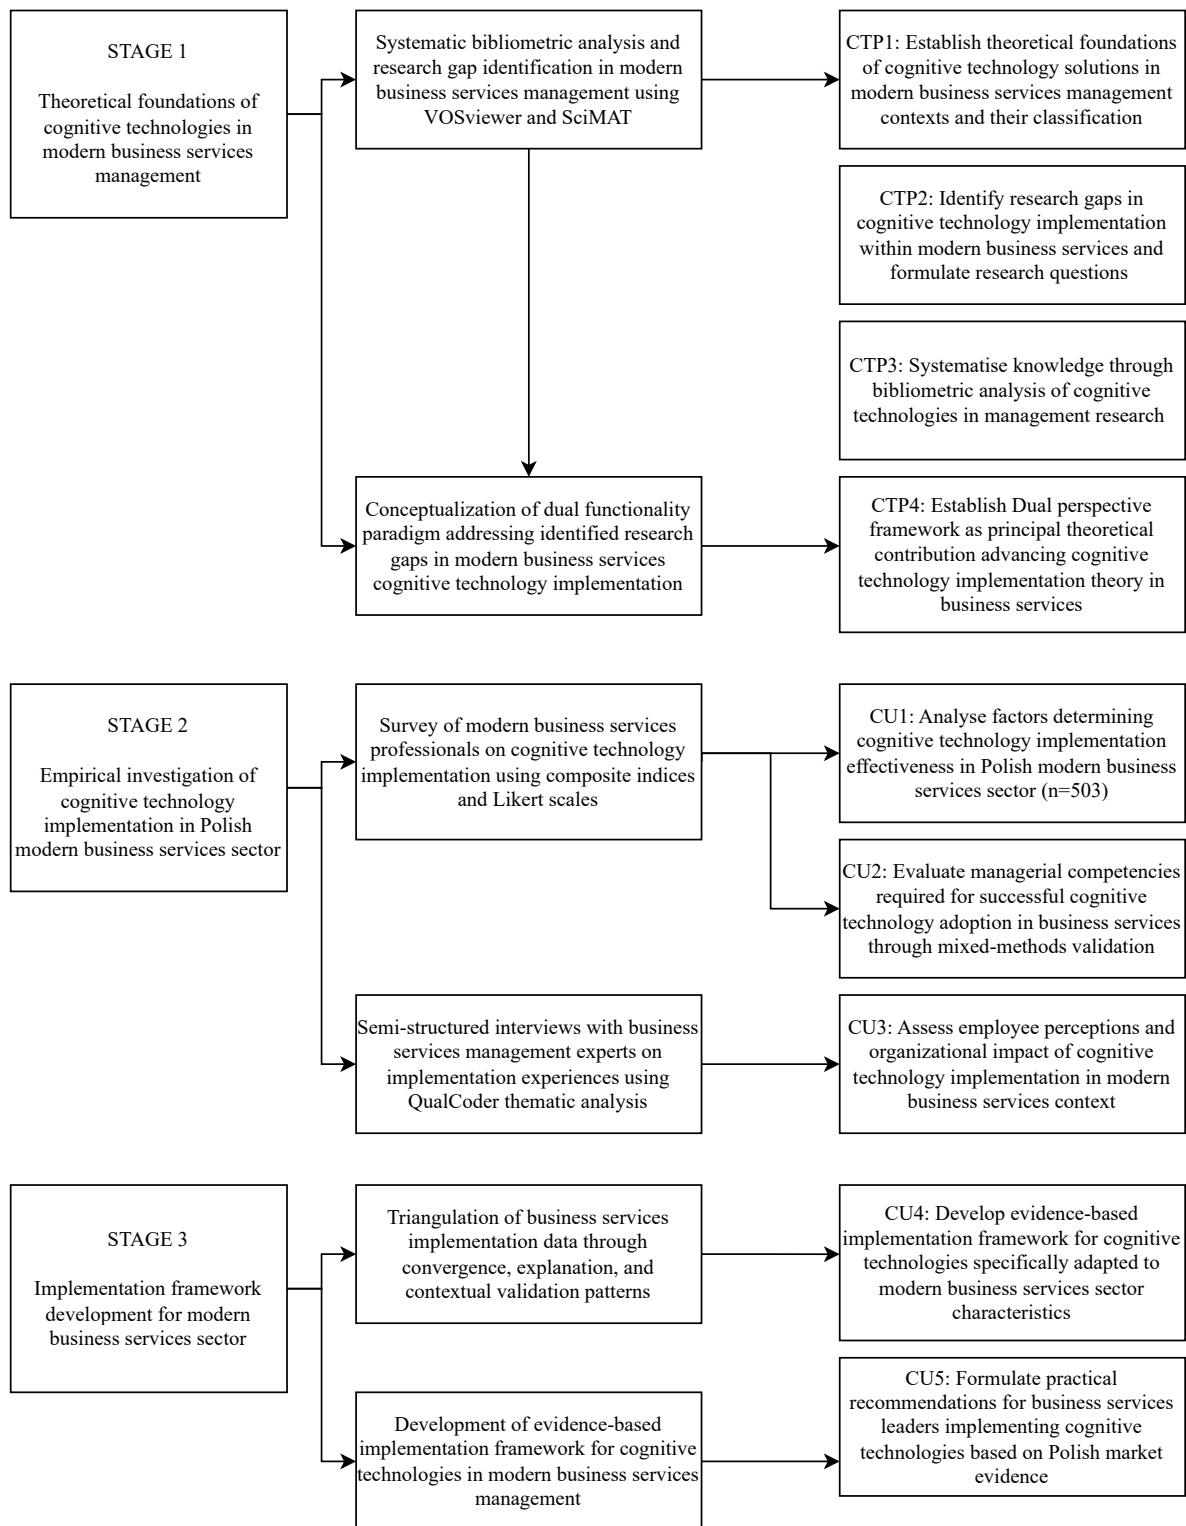 STAGE 1
Theoretical foundations of
cognitive technologies in
modern business services
management
Systematic bibliometric analysis and
research gap identification in modern
business services management using
VOSviewer and SciMAT
CTP1: Establish theoretical foundations
of cognitive technology solutions in
modern business services management
contexts and their classification
CTP2: Identify research gaps in
cognitive technology implementation
within modern business services and
formulate research questions
CTP3: Systematise knowledge through
bibliometric analysis of cognitive
technologies in management research
Conceptualization of dual functionality
paradigm addressing identified research
gaps in modern business services
cognitive technology implementation
CTP4: Establish Dual perspective
framework as principal theoretical
contribution advancing cognitive
technology implementation theory in
business services
STAGE 2
Empirical investigation of
cognitive technology
implementation in Polish
modern business services sector
Survey of modern business services
professionals on cognitive technology
implementation using composite indices
and Likert scales
CU1: Analyse factors determining
cognitive technology implementation
effectiveness in Polish modern business
services sector (n=503)
CU2: Evaluate managerial competencies
required for successful cognitive
technology adoption in business services
through mixed-methods validation
Semi-structured interviews with business
services management experts on
implementation experiences using
QualCoder thematic analysis
CU3: Assess employee perceptions and
organizational impact of cognitive
technology implementation in modern
business services context
STAGE 3
Implementation framework
development for modern
business services sector
Triangulation of business services
implementation data through
convergence, explanation, and
contextual validation patterns
CU4: Develop evidence-based
implementation framework for cognitive
technologies specifically adapted to
modern business services sector
characteristics
Development of evidence-based
implementation framework for cognitive
technologies in modern business services
management
CU5: Formulate practical
recommendations for business services
leaders implementing cognitive
technologies based on Polish market
evidence